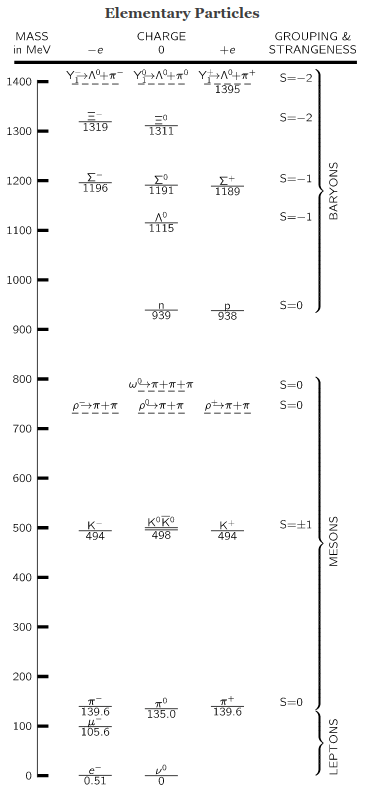 Elementary Particles
MASS in MeV
CHARGE
−e 0 +e
GROUPING & STRANGENESS
1400
Y₁⁻→Λ⁰+π⁻ Y₁⁰→Λ⁰+π⁰ Y₁⁺→Λ⁰+π⁺ S=−2
1395
Ξ⁻ Ξ⁰ S=−2
1319 1311
1300
Σ⁻ Σ⁰ Σ⁺ S=−1
1196 1191 1189
1200
BARYONS
Λ⁰ S=−1
1115
1100
1000
n p S=0
939 938
900
800
ω⁰→π+π+π S=0
ρ⁻→π+π ρ⁰→π+π ρ⁺→π+π S=0
700
600
K⁻ K⁰K̅⁰ K⁺ S=±1
494 498 494
500
MESONS
400
300
200
π⁻ π⁰ π⁺ S=0
139.6 135.0 139.6
μ⁻
105.6
100
LEPTONS
e⁻ ν⁰
0.51 0
0